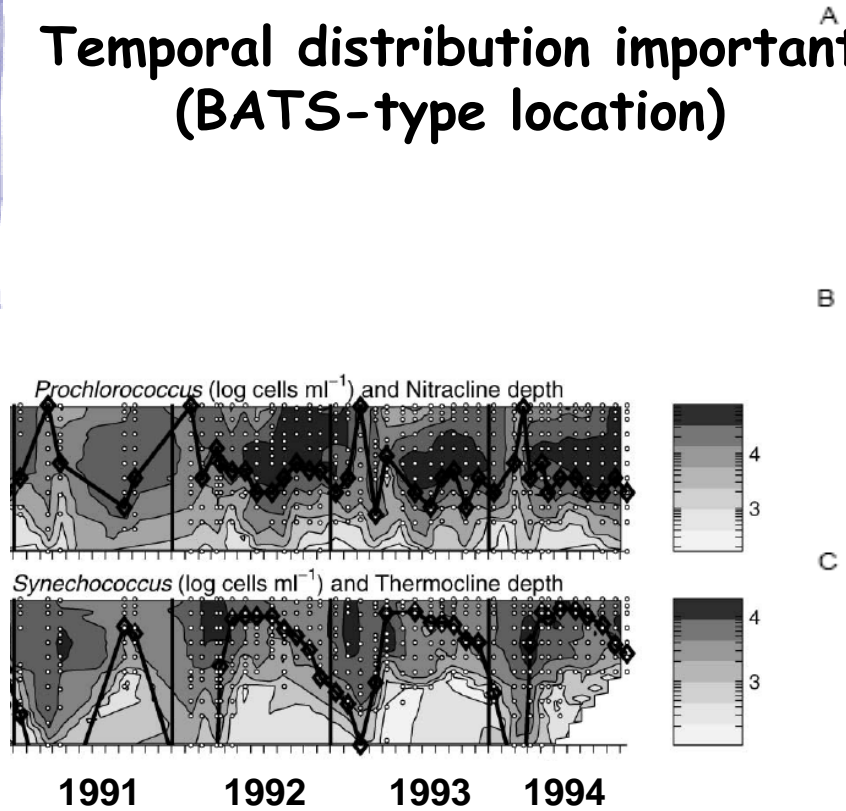 A
Temporal distribution important
(BATS-type location)
B
Prochlorococcus (log cells ml⁻¹) and Nitracline depth
4
3
C
Synechococcus (log cells ml⁻¹) and Thermocline depth
4
3
1991 1992 1993 1994